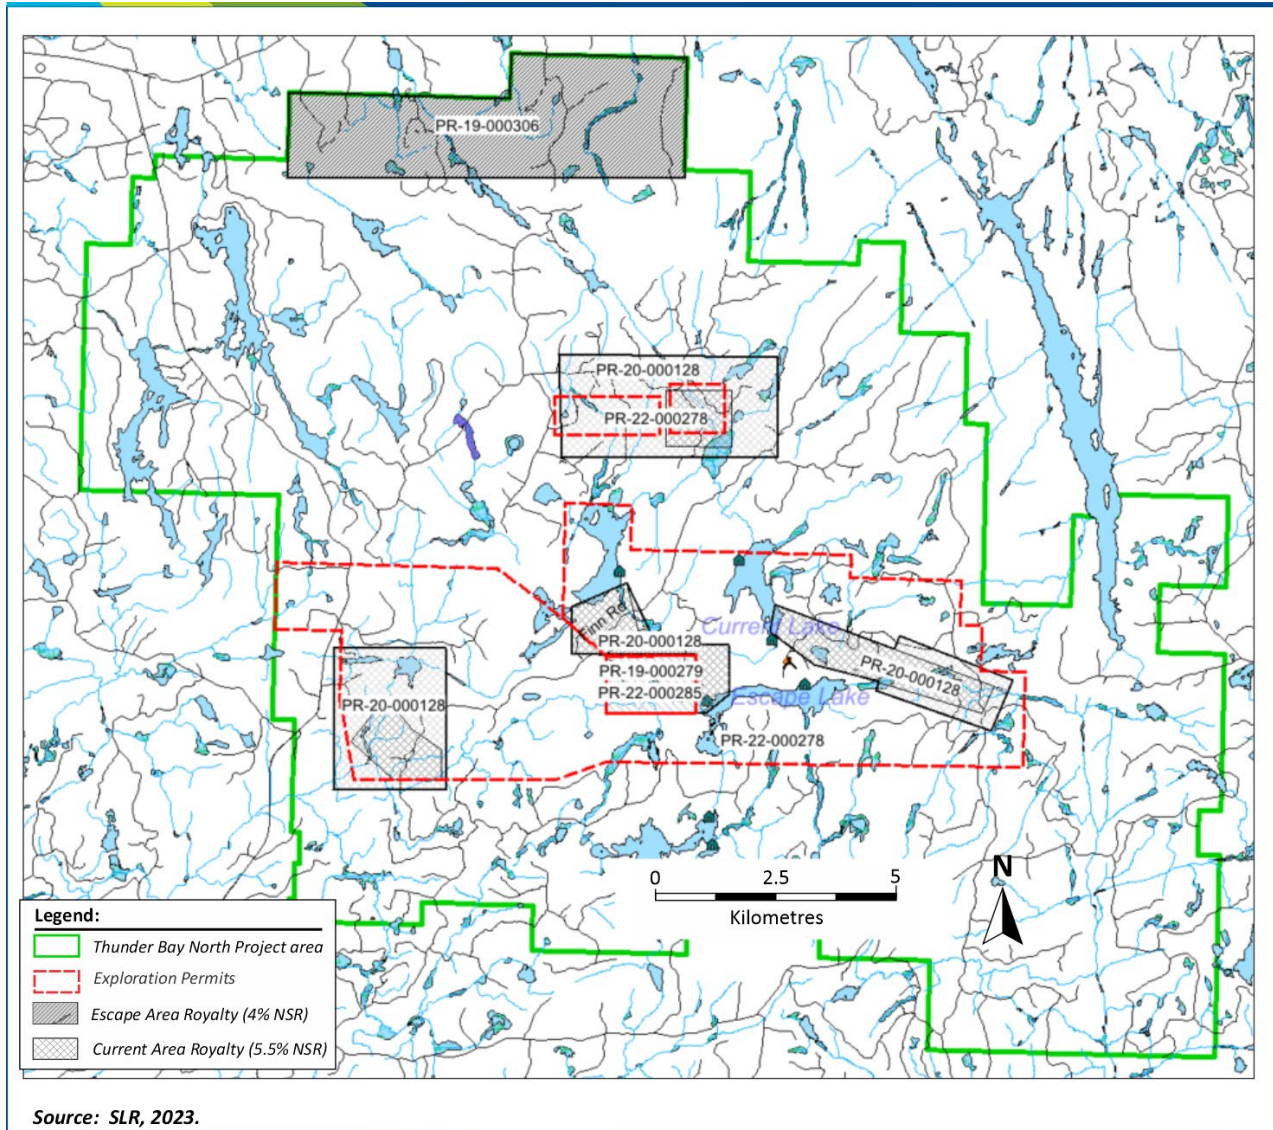 PR-19-000306
PR-20-000128
PR-22-000278
Finn Rd
PR-20-000128
Current Lake
PR-19-000279
PR-22-000285
PR-20-000128
Escape Lake
PR-20-000128
PR-22-000278
0 2.5 5
Kilometres
N
Legend:
Thunder Bay North Project area
Exploration Permits
Escape Area Royalty (4% NSR)
Current Area Royalty (5.5% NSR)
Source: SLR, 2023.